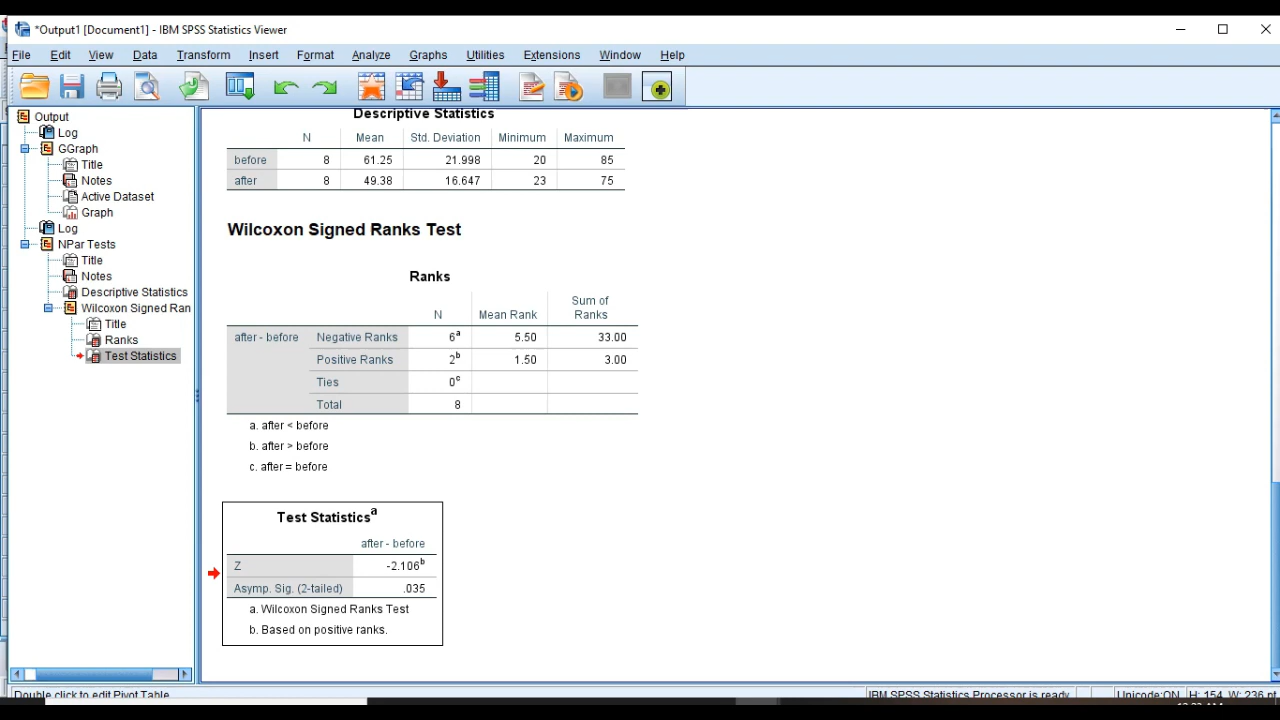 *Output1 [Document1] - IBM SPSS Statistics Viewer
File Edit View Data Transform Insert Format Analyze Graphs Utilities Extensions Window Help
Output
Log
GGraph
Title
Notes
Active Dataset
Graph
Log
NPar Tests
Title
Notes
Descriptive Statistics
Wilcoxon Signed Ran
Title
Ranks
Test Statistics
Descriptive Statistics
N Mean Std. Deviation Minimum Maximum
before 8 61.25 21.998 20 85
after 8 49.38 16.647 23 75
Wilcoxon Signed Ranks Test
Ranks
N Mean Rank Sum of Ranks
after - before Negative Ranks 6a 5.50 33.00
Positive Ranks 2b 1.50 3.00
Ties 0c
Total 8
a. after < before
b. after > before
c. after = before
Test Statisticsa
after - before
Z -2.106b
Asymp. Sig. (2-tailed) .035
a. Wilcoxon Signed Ranks Test
b. Based on positive ranks.
Double click to edit Pivot Table
IBM SPSS Statistics Processor is ready Unicode:ON H: 154, W: 236 pt